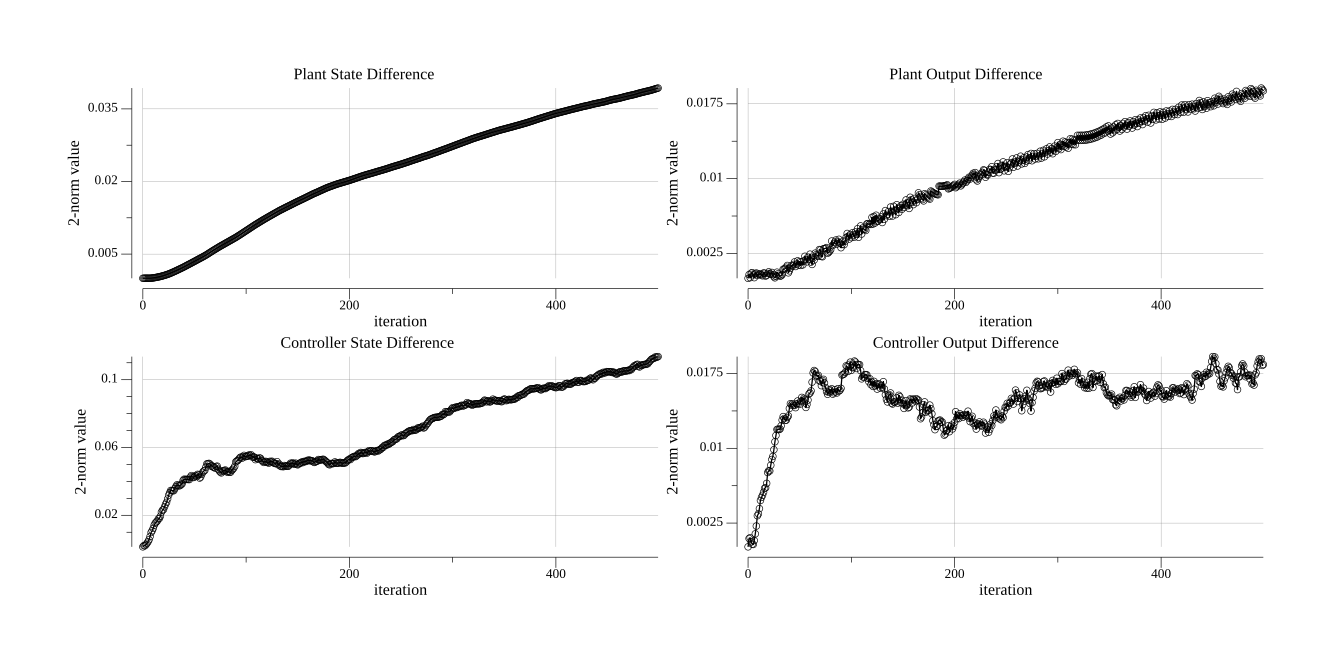 Plant State Difference
0.035
0.02
0.005
2-norm value
0
200
400
iteration
Plant Output Difference
0.0175
0.01
0.0025
2-norm value
0
200
400
iteration
Controller State Difference
0.1
0.06
0.02
2-norm value
0
200
400
iteration
Controller Output Difference
0.0175
0.01
0.0025
2-norm value
0
200
400
iteration